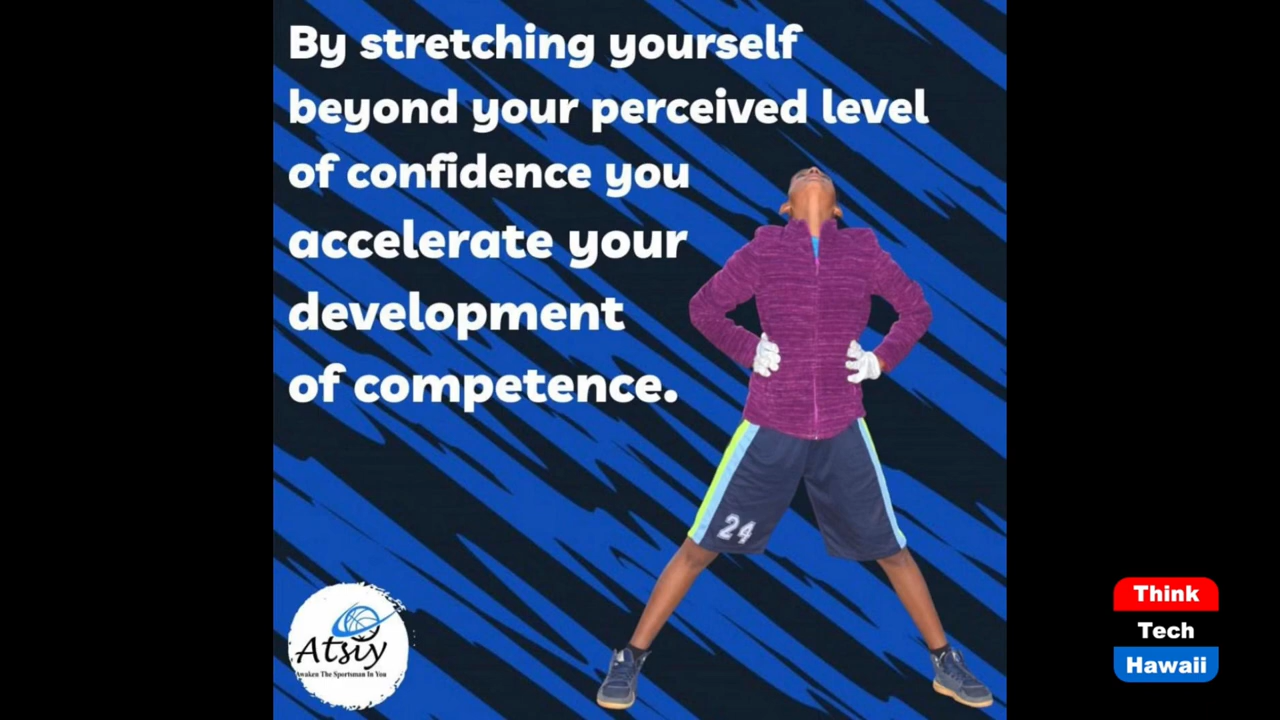 By stretching yourself
beyond your perceived level
of confidence you
accelerate your
development
of competence.
24
Atsiy
Awaken The Sportsman In You
Think
Tech
Hawaii